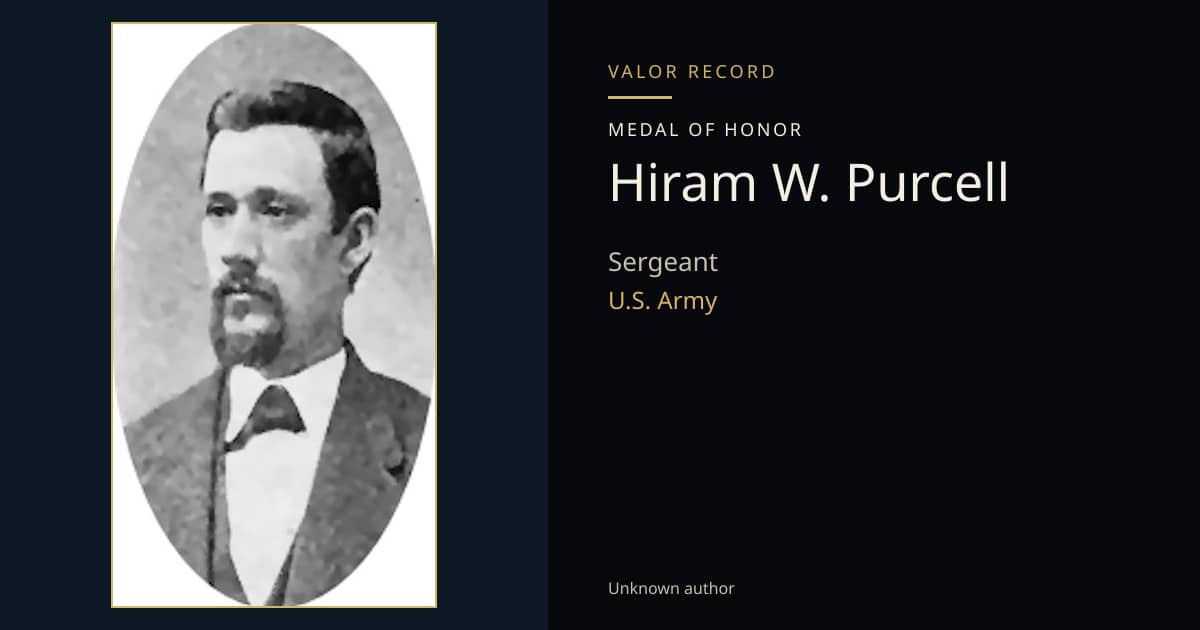 VALOR RECORD
MEDAL OF HONOR
Hiram W. Purcell
Sergeant
U.S. Army
Unknown author